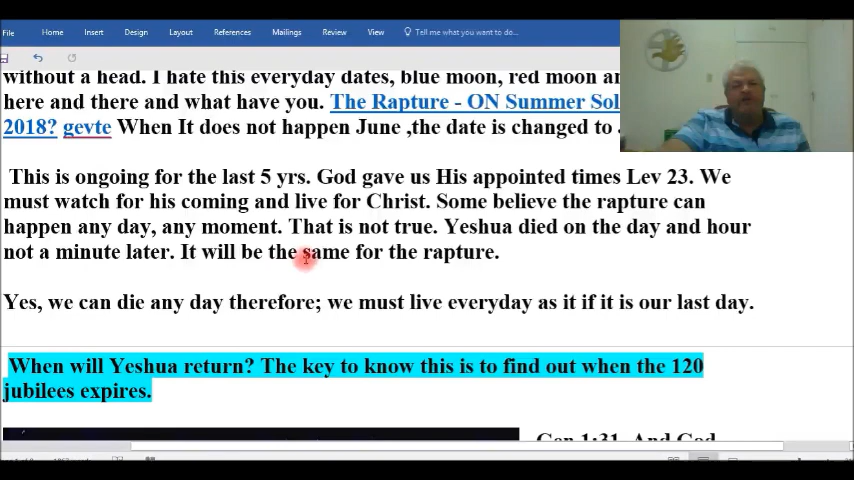 File Home Insert Design Layout References Mailings Review View Tell me what you want to do...
without a head. I hate this everyday dates, blue moon, red moon
here and there and what have you. The Rapture - ON Summer Sol
2018? gevte When It does not happen June ,the date is changed to
This is ongoing for the last 5 yrs. God gave us His appointed times Lev 23. We
must watch for his coming and live for Christ. Some believe the rapture can
happen any day, any moment. That is not true. Yeshua died on the day and hour
not a minute later. It will be the same for the rapture.
Yes, we can die any day therefore; we must live everyday as it if it is our last day.
When will Yeshua return? The key to know this is to find out when the 120
jubilees expires.
Gen 1:31 And God